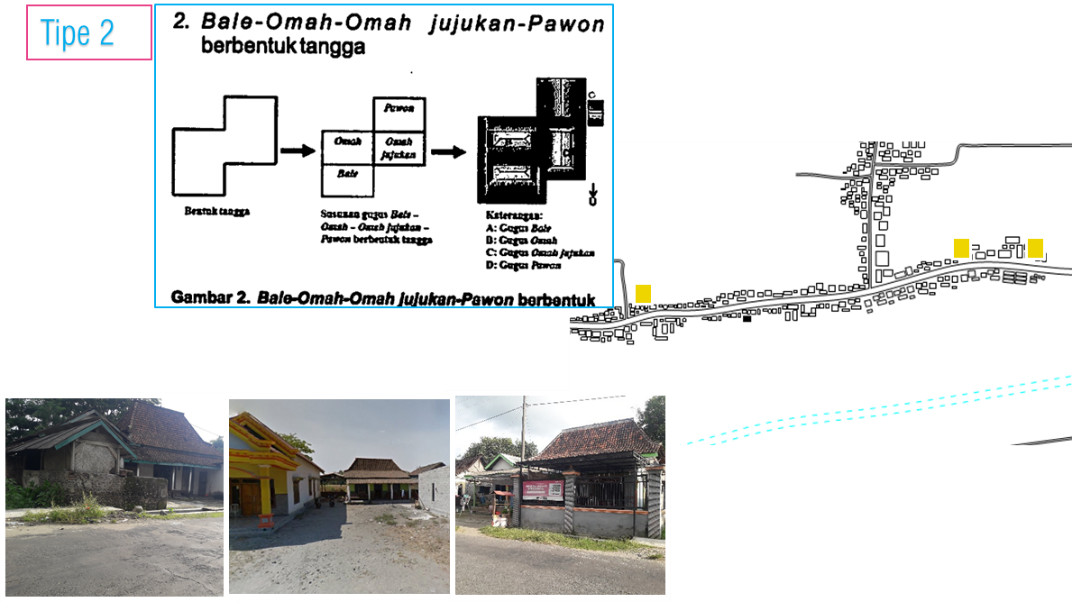 Tipe 2
2. Bale-Omah-Omah jujukan-Pawon
berbentuk tangga
Pawon
Omah
Omah
jujukan
Bale
C
U
Bentuk tangga
Susunan gugus Bale –
Omah – Omah jujukan –
Pawon berbentuk tangga
Keterangan:
A: Gugus Bale
B: Gugus Omah
C: Gugus Omah jujukan
D: Gugus Pawon
Gambar 2. Bale-Omah-Omah jujukan-Pawon berbentuk